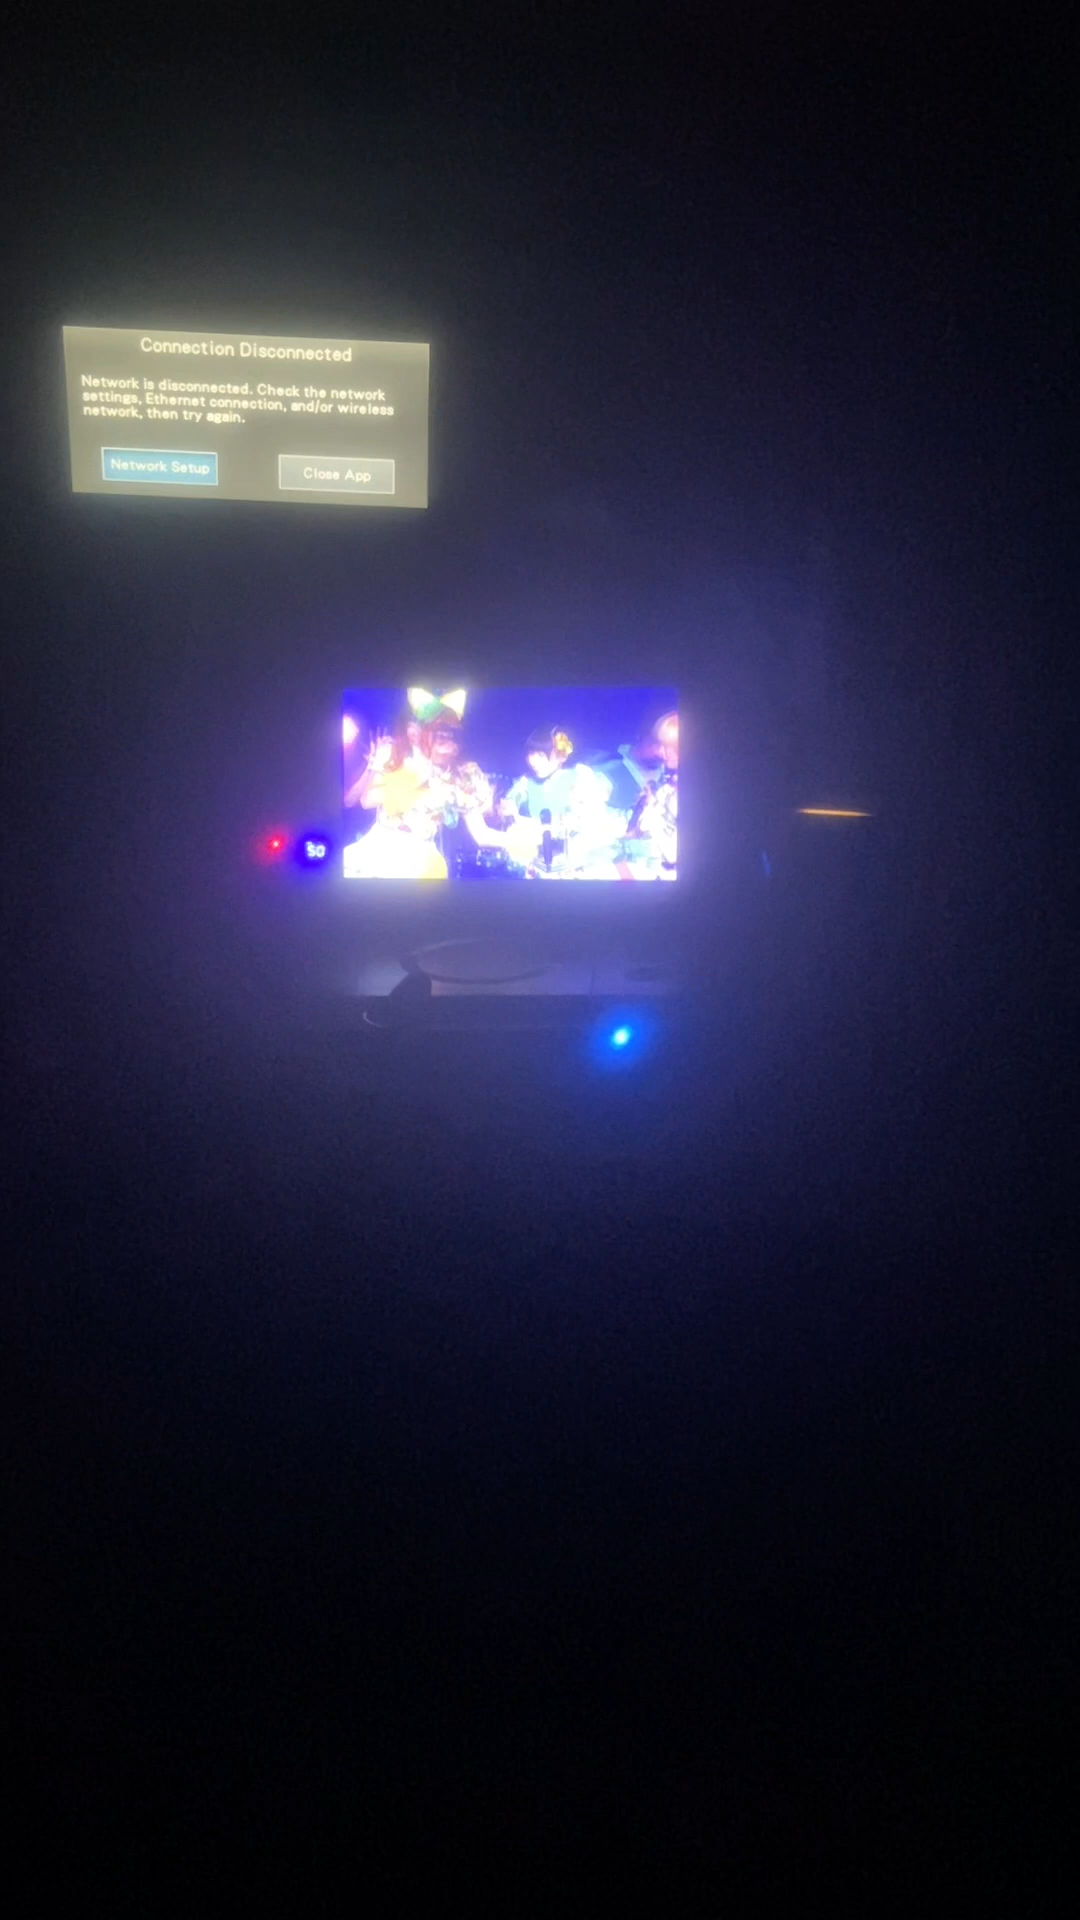 Connection Disconnected
Network is disconnected. Check the network
settings, Ethernet connection, and/or wireless
network, then try again.
Network Setup
Close App
50